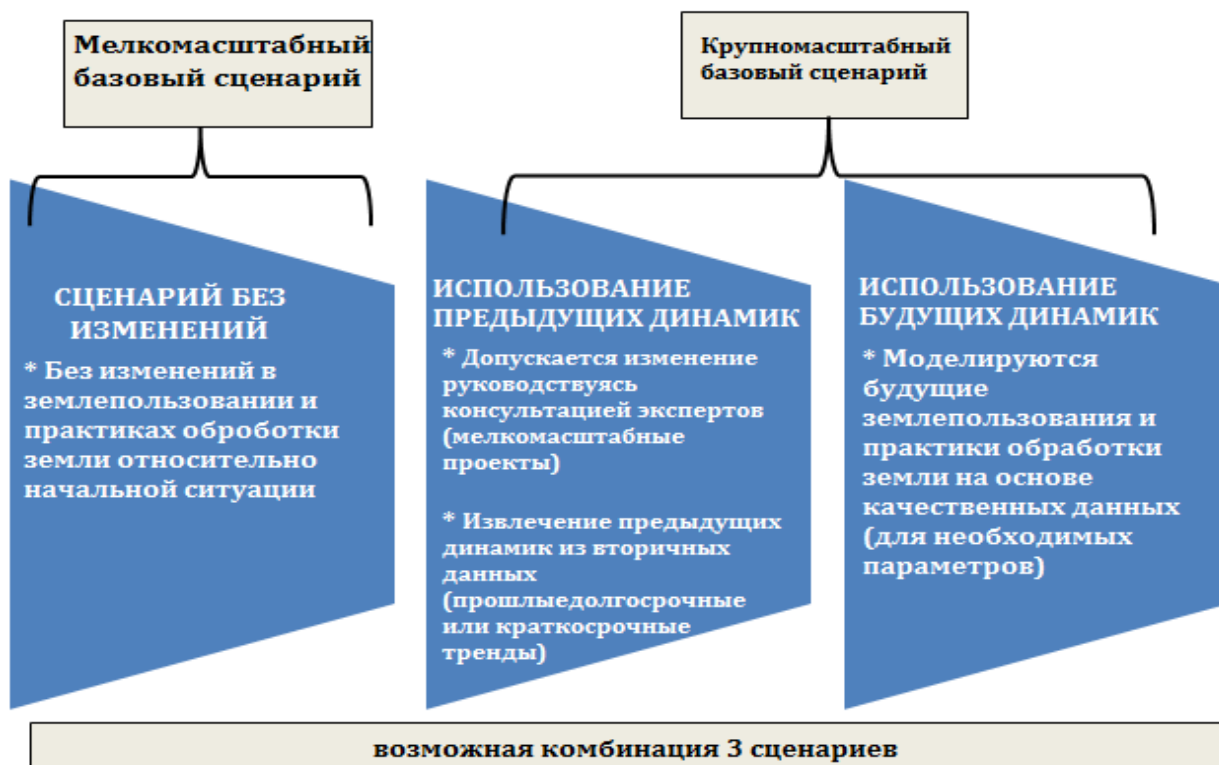 Мелкомасштабный
базовый сценарий
Крупномасштабный
базовый сценарий
СЦЕНАРИЙ БЕЗ
ИЗМЕНЕНИЙ
* Без изменений в
землепользовании и
практиках оброботки
земли относительно
начальной ситуации
ИСПОЛЬЗОВАНИЕ
ПРЕДЫДУЩИХ ДИНАМИК
* Допускается изменение
руководствуясь
консультацией экспертов
(мелкомасштабные
проекты)
* Извлечение предыдущих
динамик из вторичных
данных
(прошлыедолгосрочные
или краткосрочные
тренды)
ИСПОЛЬЗОВАНИЕ
БУДУЩИХ ДИНАМИК
* Моделируются
будущие
землепользования и
практики обработки
земли на основе
качественных данных
(для необходимых
параметров)
возможная комбинация 3 сценариев